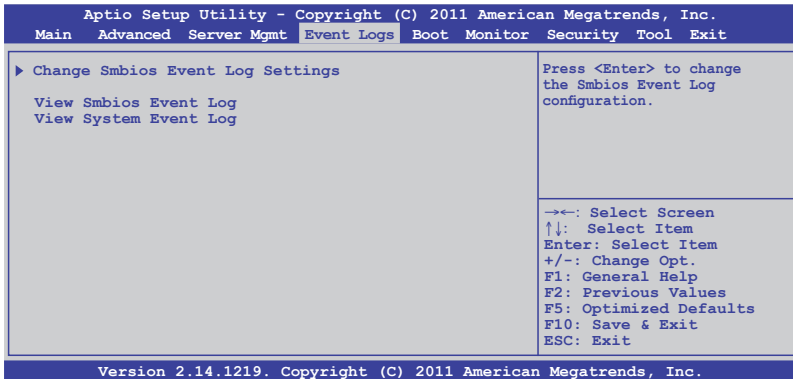 Aptio Setup Utility - Copyright (C) 2011 American Megatrends, Inc.
Main Advanced Server Mgmt Event Logs Boot Monitor Security Tool Exit
Change Smbios Event Log Settings
View Smbios Event Log
View System Event Log
Press <Enter> to change
the Smbios Event Log
configuration.
→←: Select Screen
↑↓: Select Item
Enter: Select Item
+/-: Change Opt.
F1: General Help
F2: Previous Values
F5: Optimized Defaults
F10: Save & Exit
ESC: Exit
Version 2.14.1219. Copyright (C) 2011 American Megatrends, Inc.